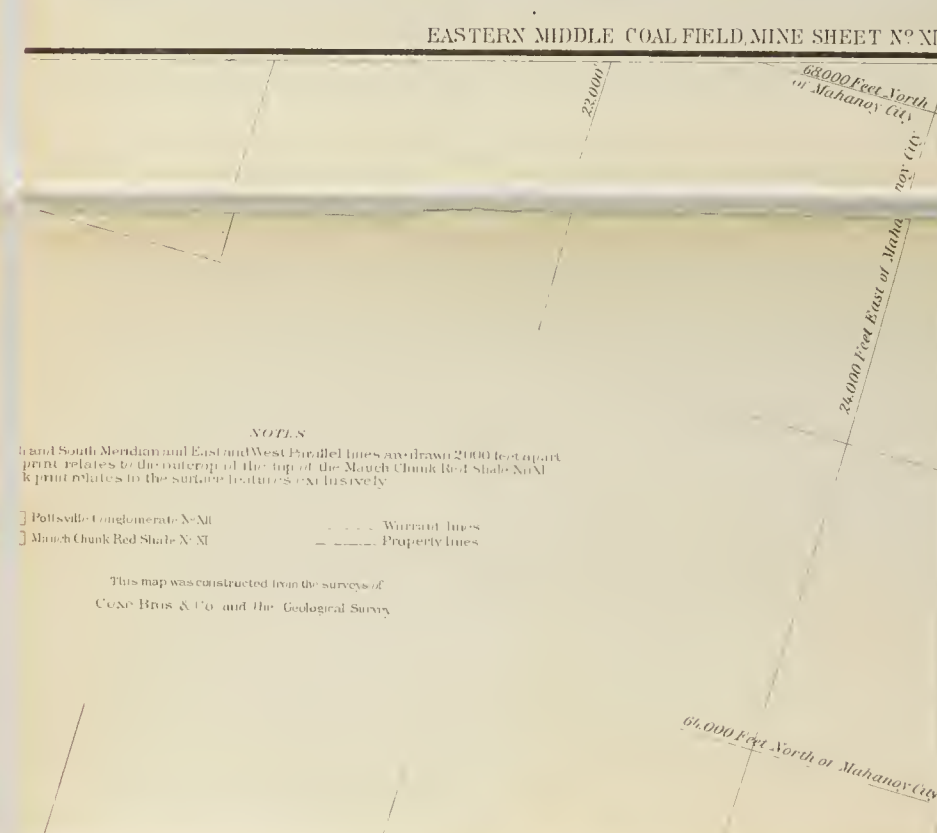 EASTERN MIDDLE COAL FIELD, MINE SHEET Nº XI
23.000'
68.000 Feet North
of Mahanoy City
24.000 Feet East of Mahanoy City
NOTES
h and South Meridian and East and West Parallel lines are drawn 2000 feet apart
print relates to the outcrop of the top of the Mauch Chunk Red Shale No XI
k print relates to the surface features exclusively
Pottsville Conglomerate No XII
Warrant lines
Mauch Chunk Red Shale No XI
Property lines
This map was constructed from the surveys of
Coxe Bros & Co and the Geological Survey
64.000 Feet North of Mahanoy City